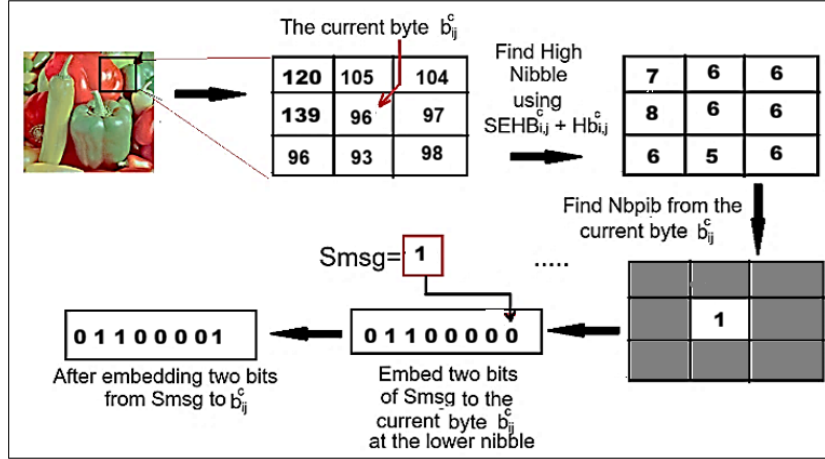 The current byte b^c_ij
120 105 104
139 96 97
96 93 98
Find High
Nibble
using
SEHB^c_i,j + Hb^c_i,j
7 6 6
8 6 6
6 5 6
Find Nbpib from the
current byte b^c_ij
1
.....
Smsg= 1
0 1 1 0 0 0 0 0
Embed two bits
of Smsg to the
current byte b^c_ij
at the lower nibble
0 1 1 0 0 0 0 1
After embedding two bits
from Smsg to b^c_ij